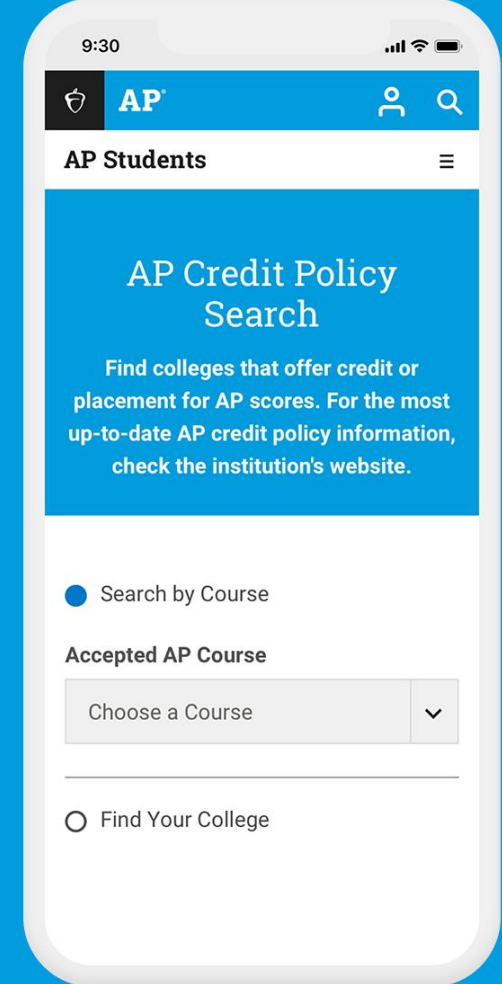 9:30
AP®
AP Students
AP Credit Policy
Search
Find colleges that offer credit or
placement for AP scores. For the most
up-to-date AP credit policy information,
check the institution's website.
Search by Course
Accepted AP Course
Choose a Course
Find Your College